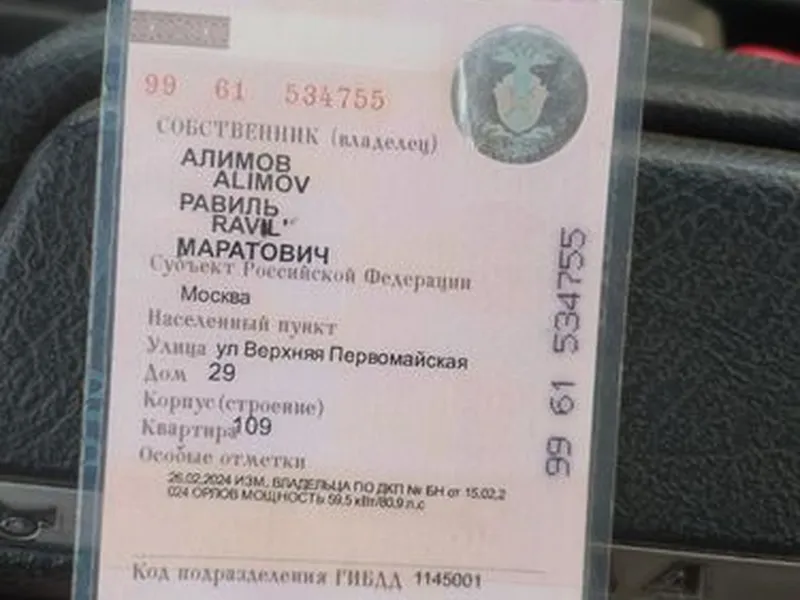 99 61 534755
СОБСТВЕННИК (владелец)
АЛИМОВ
ALIMOV
РАВИЛЬ
RAVIL'
МАРАТОВИЧ
Субъект Российской Федерации
Москва
Населенный пункт
Улица ул Верхняя Первомайская
Дом 29
Корпус (строение)
Квартира 109
Особые отметки
26.02.2024 ИЗМ. ВЛАДЕЛЬЦА ПО ДКП № БН от 15.02.2
024 ОРЛОВ МОЩНОСТЬ 59,5 кВт/80,9 л.с
Код подразделения ГИБДД 1145001
99 61 534755